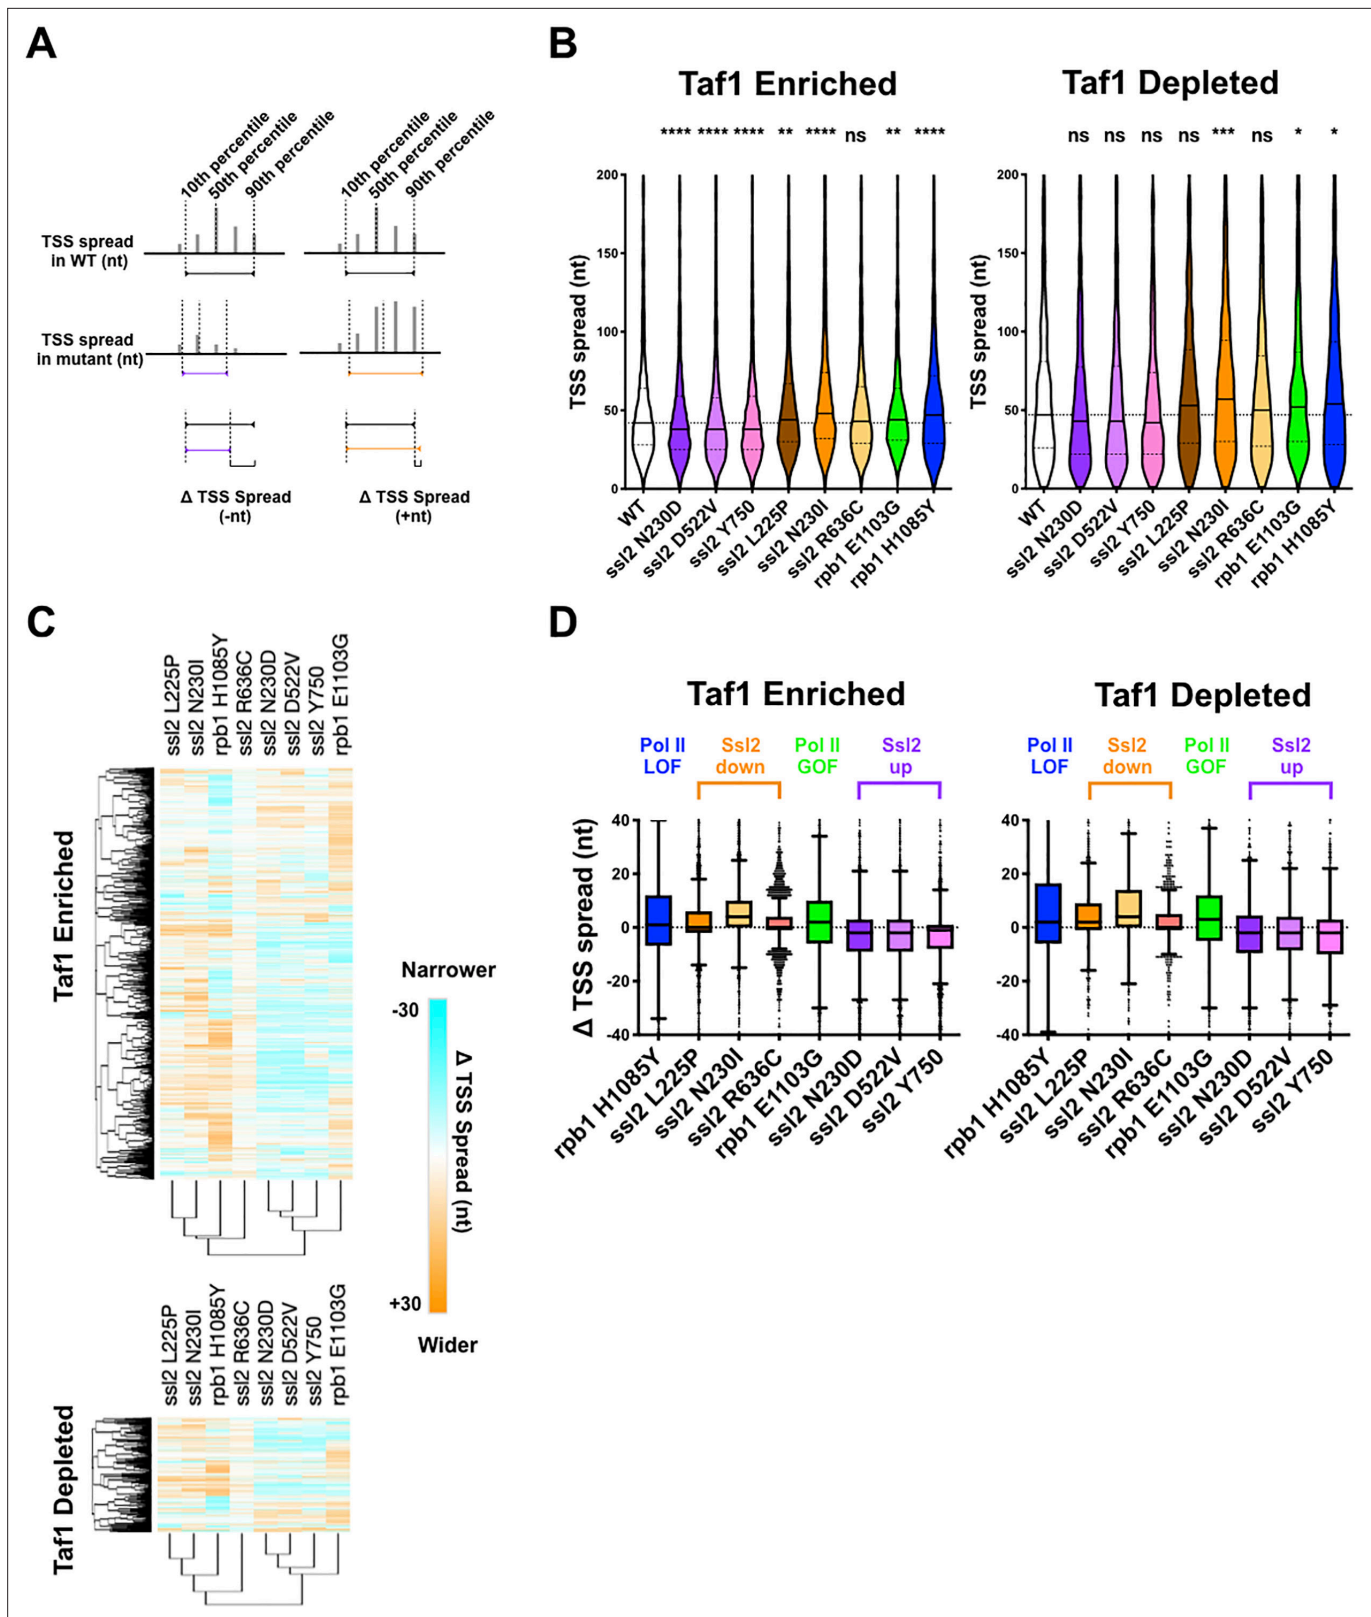 A
10th percentile
50th percentile
90th percentile
10th percentile
50th percentile
90th percentile
TSS spread
in WT (nt)
TSS spread
in mutant (nt)
Δ TSS Spread
(-nt)
Δ TSS Spread
(+nt)
B
Taf1 Enriched
**** **** **** ** **** ns ** ****
TSS spread (nt)
200
150
100
50
0
WT
ssl2 N230D
ssl2 D522V
ssl2 Y750
ssl2 L225P
ssl2 N230I
ssl2 R636C
rpb1 E1103G
rpb1 H1085Y
Taf1 Depleted
ns ns ns ns *** ns * *
TSS spread (nt)
200
150
100
50
0
WT
ssl2 N230D
ssl2 D522V
ssl2 Y750
ssl2 L225P
ssl2 N230I
ssl2 R636C
rpb1 E1103G
rpb1 H1085Y
C
ssl2 L225P
ssl2 N230I
rpb1 H1085Y
ssl2 R636C
ssl2 N230D
ssl2 D522V
ssl2 Y750
rpb1 E1103G
Taf1 Enriched
Narrower
-30
Δ TSS Spread (nt)
+30
Wider
ssl2 L225P
ssl2 N230I
rpb1 H1085Y
ssl2 R636C
ssl2 N230D
ssl2 D522V
ssl2 Y750
rpb1 E1103G
Taf1 Depleted
D
Taf1 Enriched
Pol II
LOF
Ssl2
down
Pol II
GOF
Ssl2
up
Δ TSS spread (nt)
40
20
0
-20
-40
rpb1 H1085Y
ssl2 L225P
ssl2 N230I
ssl2 R636C
rpb1 E1103G
ssl2 N230D
ssl2 D522V
ssl2 Y750
Taf1 Depleted
Pol II
LOF
Ssl2
down
Pol II
GOF
Ssl2
up
40
20
0
-20
-40
rpb1 H1085Y
ssl2 L225P
ssl2 N230I
ssl2 R636C
rpb1 E1103G
ssl2 N230D
ssl2 D522V
ssl2 Y750